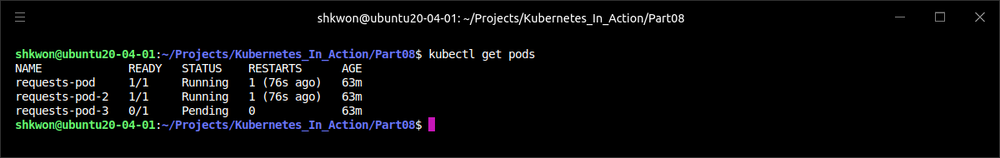 shkwon@ubuntu20-04-01: ~/Projects/Kubernetes_In_Action/Part08
shkwon@ubuntu20-04-01:~/Projects/Kubernetes_In_Action/Part08$ kubectl get pods
NAME             READY   STATUS    RESTARTS      AGE
requests-pod     1/1     Running   1 (76s ago)   63m
requests-pod-2   1/1     Running   1 (76s ago)   63m
requests-pod-3   0/1     Pending   0             63m
shkwon@ubuntu20-04-01:~/Projects/Kubernetes_In_Action/Part08$